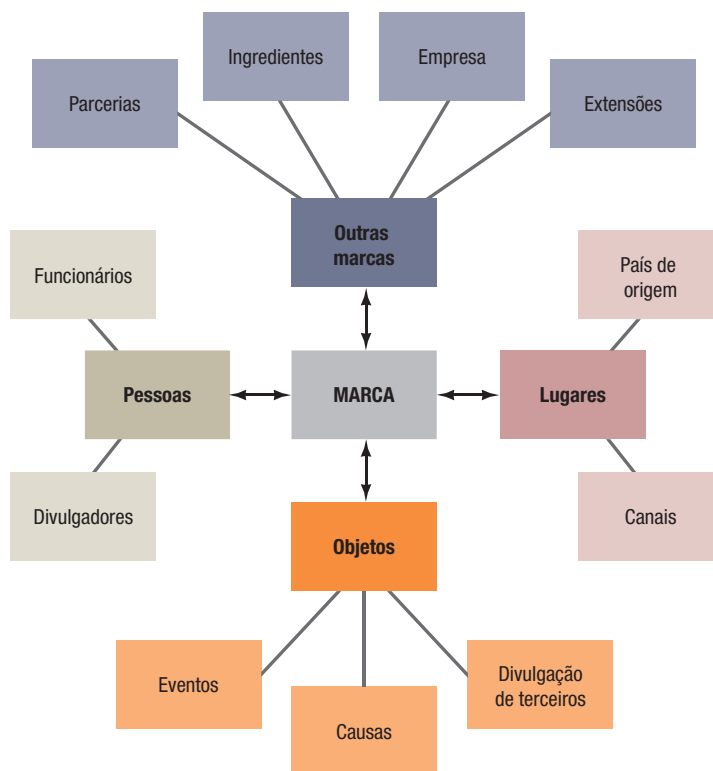 Parcerias
Ingredientes
Empresa
Extensões
Outras
marcas
Funcionários
País de
origem
Pessoas
MARCA
Lugares
Divulgadores
Canais
Objetos
Eventos
Causas
Divulgação
de terceiros